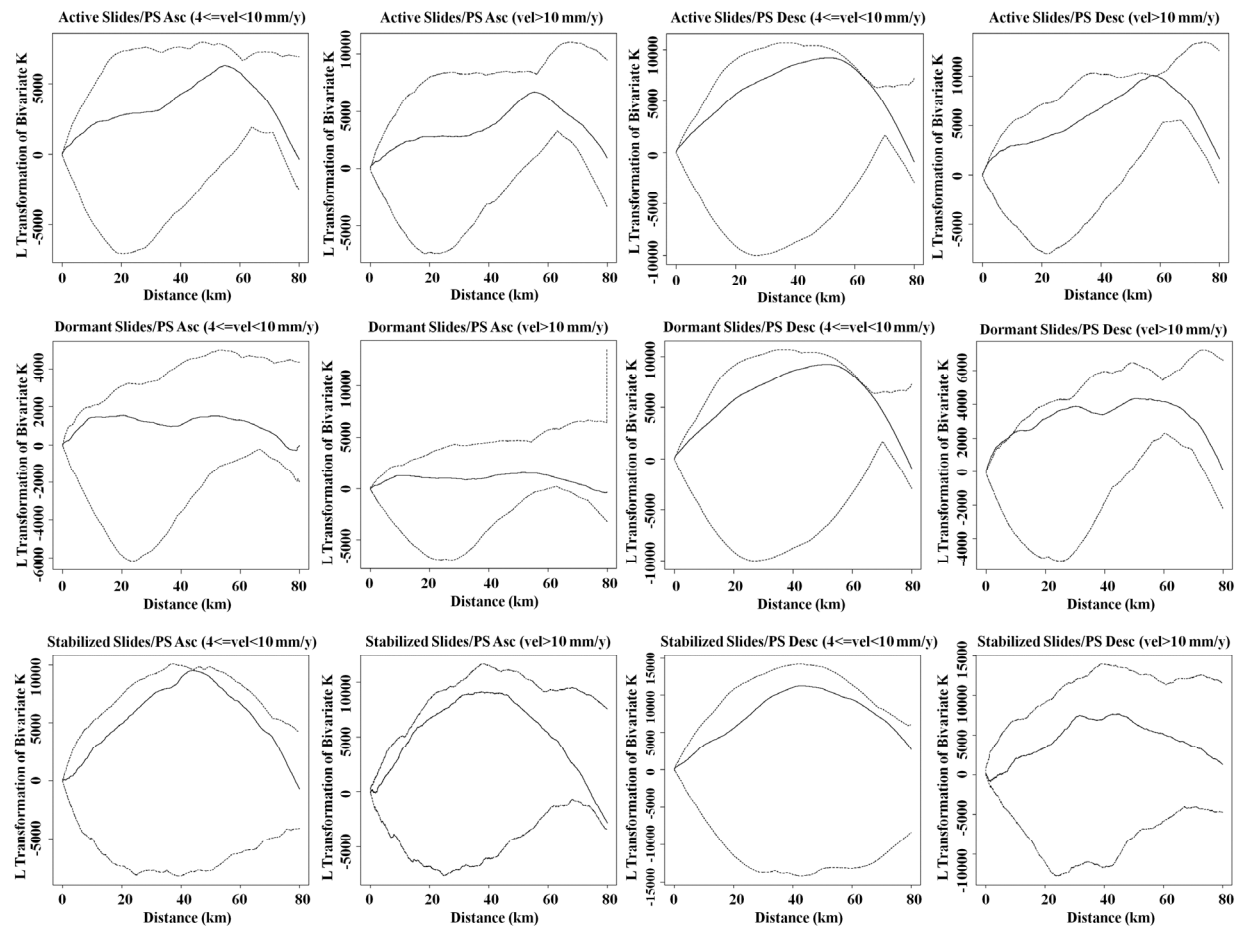 Active Slides/PS Asc (4<=vel<10 mm/y)
L Transformation of Bivariate K
-5000 0 5000
0 20 40 60 80
Distance (km)
Active Slides/PS Asc (vel>10 mm/y)
L Transformation of Bivariate K
-5000 0 5000 10000
0 20 40 60 80
Distance (km)
Active Slides/PS Desc (4<=vel<10 mm/y)
L Transformation of Bivariate K
-10000 -5000 0 5000 10000
0 20 40 60 80
Distance (km)
Active Slides/PS Desc (vel>10 mm/y)
L Transformation of Bivariate K
-5000 0 5000 10000
0 20 40 60 80
Distance (km)
Dormant Slides/PS Asc (4<=vel<10 mm/y)
L Transformation of Bivariate K
-6000 -4000 -2000 0 2000 4000
0 20 40 60 80
Distance (km)
Dormant Slides/PS Asc (vel>10 mm/y)
L Transformation of Bivariate K
-5000 0 5000 10000
0 20 40 60 80
Distance (km)
Dormant Slides/PS Desc (4<=vel<10 mm/y)
L Transformation of Bivariate K
-10000 -5000 0 5000 10000
0 20 40 60 80
Distance (km)
Dormant Slides/PS Desc (vel>10 mm/y)
L Transformation of Bivariate K
-4000 -2000 0 2000 4000 6000
0 20 40 60 80
Distance (km)
Stabilized Slides/PS Asc (4<=vel<10 mm/y)
L Transformation of Bivariate K
-5000 0 5000 10000
0 20 40 60 80
Distance (km)
Stabilized Slides/PS Asc (vel>10 mm/y)
L Transformation of Bivariate K
-5000 0 5000 10000
0 20 40 60 80
Distance (km)
Stabilized Slides/PS Desc (4<=vel<10 mm/y)
L Transformation of Bivariate K
-15000 -10000 -5000 0 5000 10000 15000
0 20 40 60 80
Distance (km)
Stabilized Slides/PS Desc (vel>10 mm/y)
L Transformation of Bivariate K
-10000 -5000 0 5000 10000 15000
0 20 40 60 80
Distance (km)